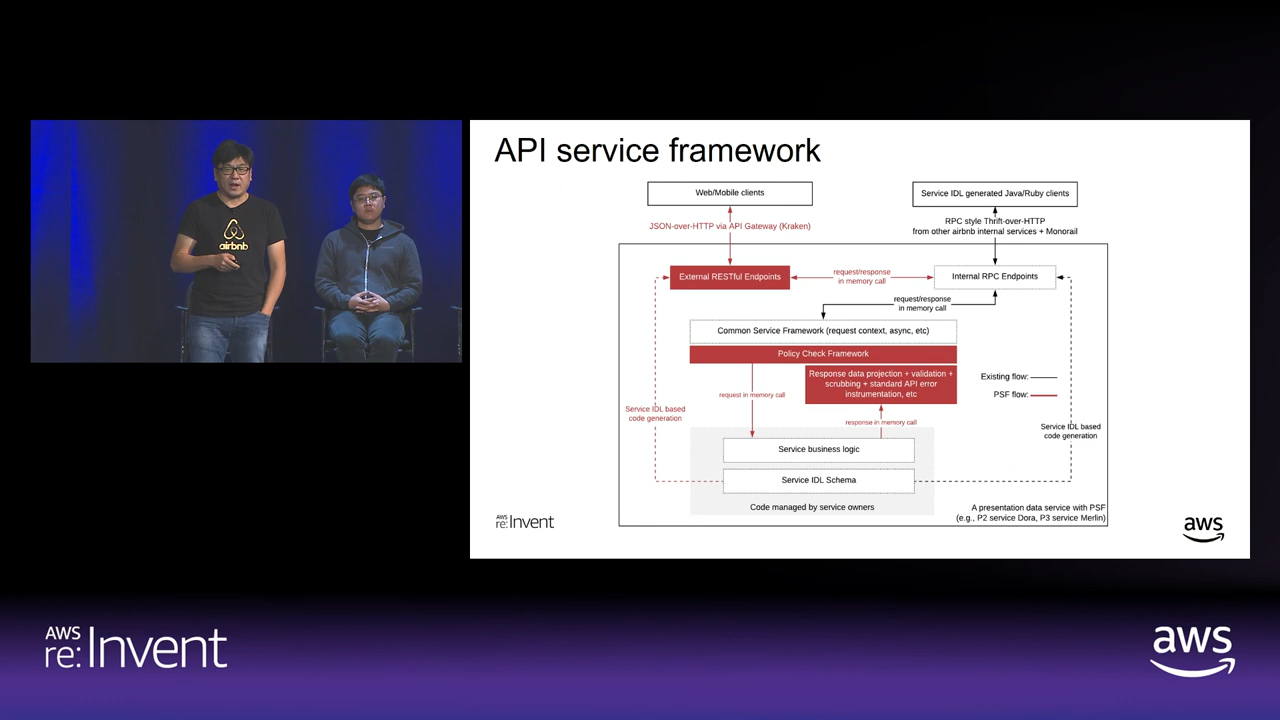 airbnb
API service framework
Web/Mobile clients
Service IDL generated Java/Ruby clients
JSON-over-HTTP via API Gateway (Kraken)
RPC style Thrift-over-HTTP
from other airbnb internal services + Monorail
External RESTful Endpoints
request/response
in memory call
Internal RPC Endpoints
request/response
in memory call
Common Service Framework (request context, async, etc)
Policy Check Framework
Response data projection + validation +
scrubbing + standard API error
instrumentation, etc
Existing flow:
PSF flow:
request in memory call
Service IDL based
code generation
response in memory call
Service IDL based
code generation
Service business logic
Service IDL Schema
Code managed by service owners
A presentation data service with PSF
(e.g., P2 service Dora, P3 service Merlin)
AWS
re:Invent
aws
AWS
re:Invent
aws